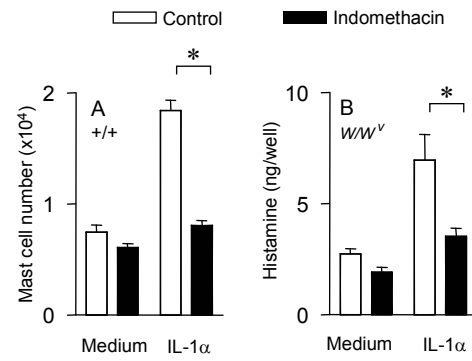 Control Indomethacin
Mast cell number (x10⁴)
2
1
0
A
+/+
*
Medium IL-1α
Histamine (ng/well)
10
5
0
B
W/Wᵛ
*
Medium IL-1α